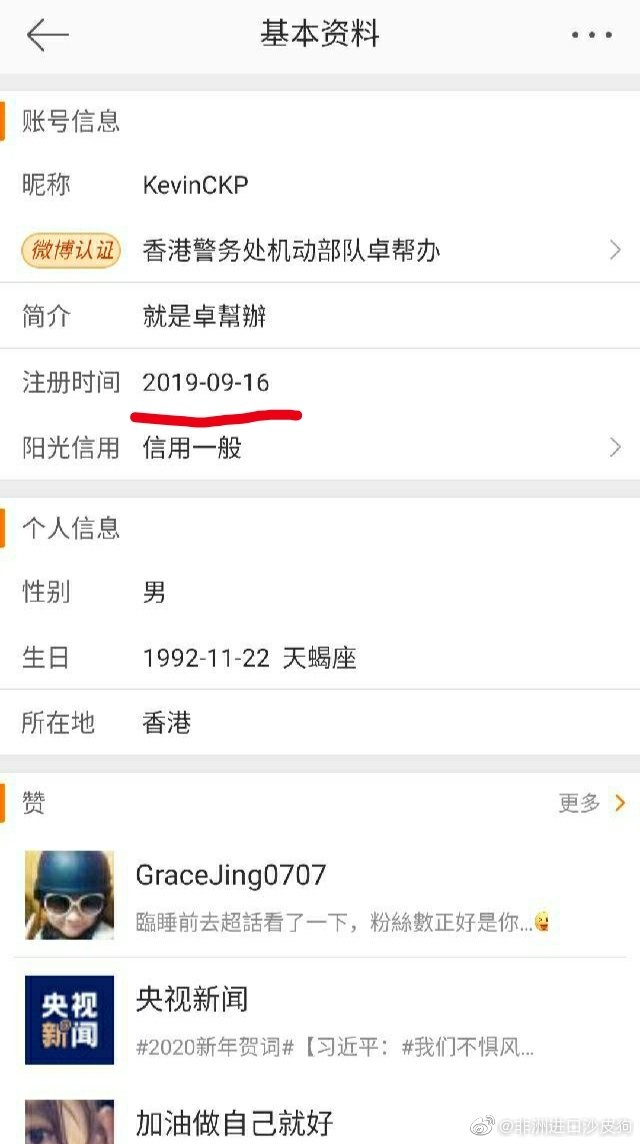 基本资料
账号信息
昵称 KevinCKP
微博认证 香港警务处机动部队卓帮办
简介 就是卓幫辦
注册时间 2019-09-16
阳光信用 信用一般
个人信息
性别 男
生日 1992-11-22 天蝎座
所在地 香港
赞 更多
GraceJing0707
臨睡前去超話看了一下，粉絲數正好是你...😜
央视新闻
央视新闻
#2020新年贺词#【习近平：#我们不惧风...
加油做自己就好
@非洲进口沙皮狗